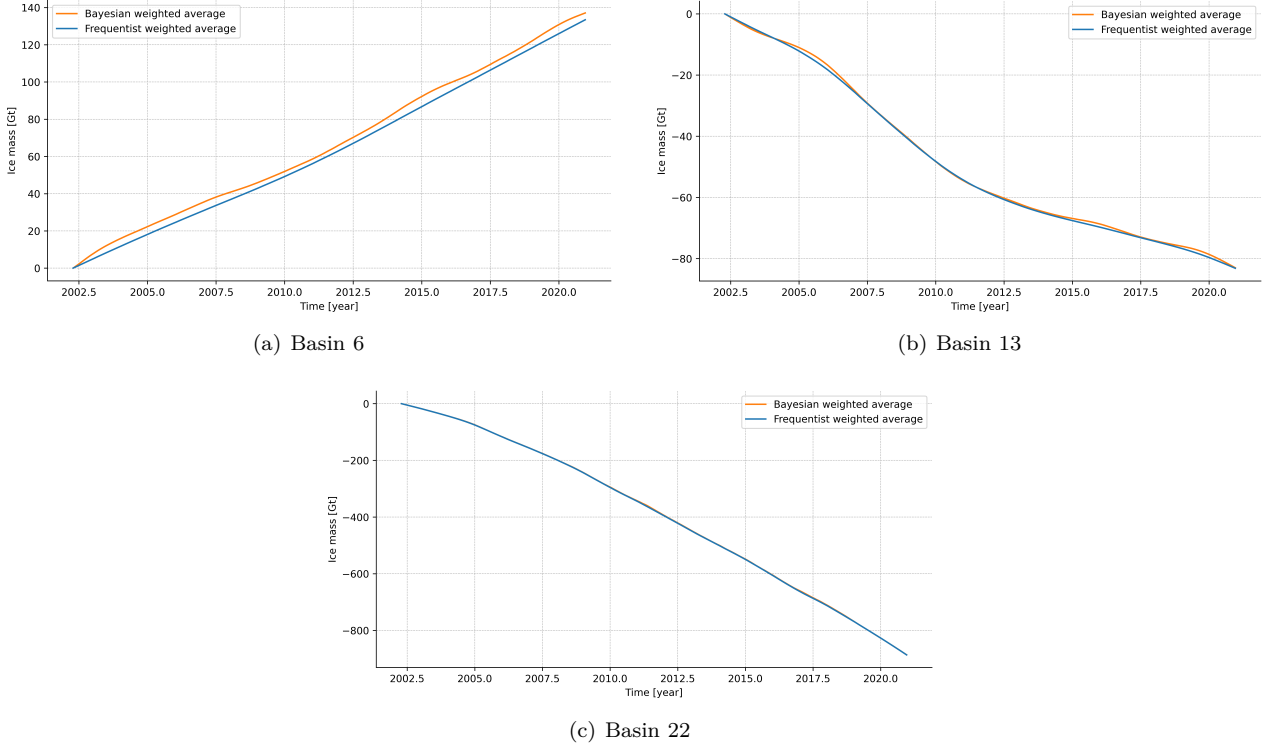 140
120
100
80
60
40
20
0
Ice mass [Gt]
Bayesian weighted average
Frequentist weighted average
2002.5 2005.0 2007.5 2010.0 2012.5 2015.0 2017.5 2020.0
Time [year]
(a) Basin 6
0
−20
−40
−60
−80
Ice mass [Gt]
Bayesian weighted average
Frequentist weighted average
2002.5 2005.0 2007.5 2010.0 2012.5 2015.0 2017.5 2020.0
Time [year]
(b) Basin 13
0
−200
−400
−600
−800
Ice mass [Gt]
Bayesian weighted average
Frequentist weighted average
2002.5 2005.0 2007.5 2010.0 2012.5 2015.0 2017.5 2020.0
Time [year]
(c) Basin 22